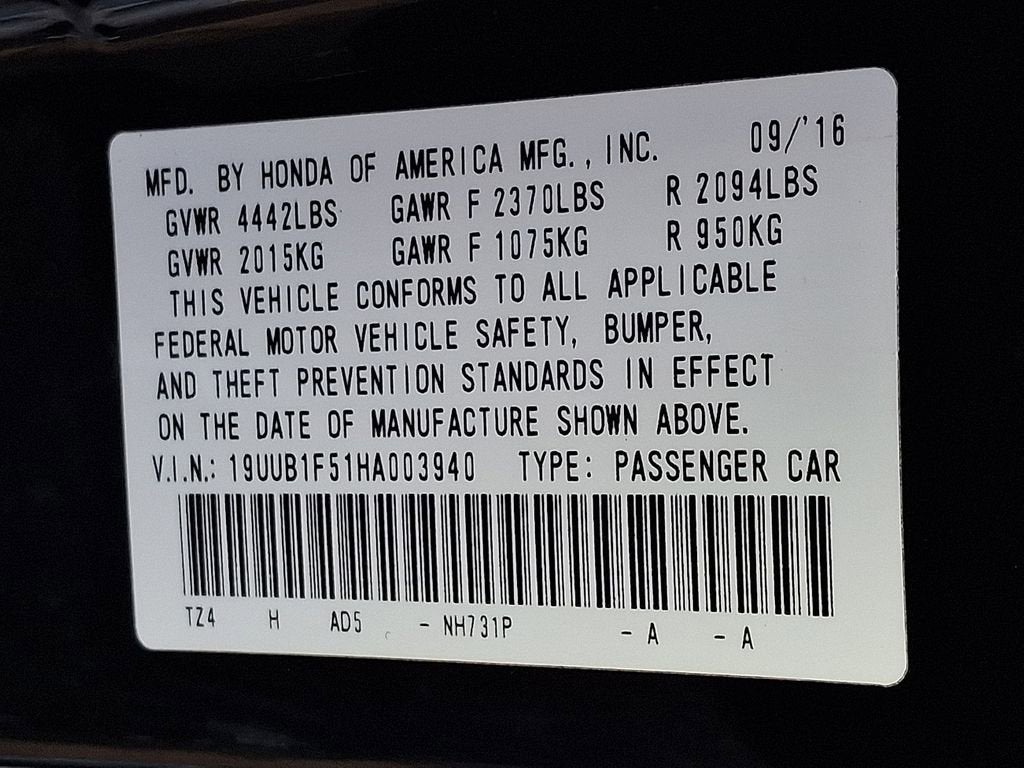 MFD. BY HONDA OF AMERICA MFG., INC. 09/'16
GVWR 4442LBS GAWR F 2370LBS R 2094LBS
GVWR 2015KG GAWR F 1075KG R 950KG
THIS VEHICLE CONFORMS TO ALL APPLICABLE
FEDERAL MOTOR VEHICLE SAFETY, BUMPER,
AND THEFT PREVENTION STANDARDS IN EFFECT
ON THE DATE OF MANUFACTURE SHOWN ABOVE.
V.I.N.: 19UUB1F51HA003940 TYPE: PASSENGER CAR
TZ4 H AD5 - NH731P - A - A